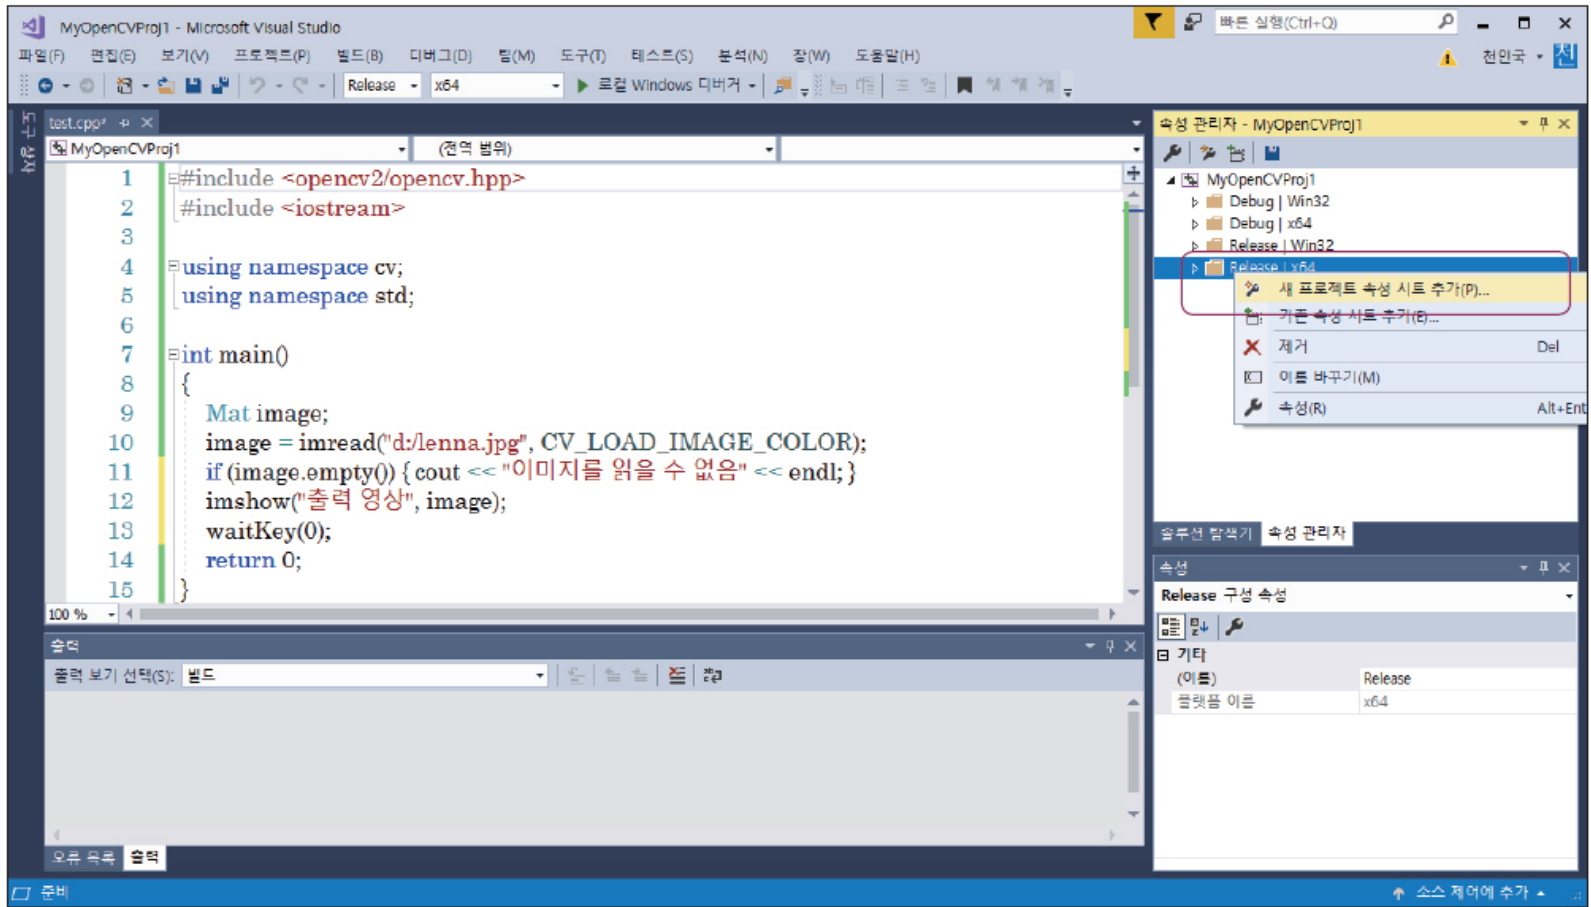 MyOpenCVProj1 - Microsoft Visual Studio
빠른 실행(Ctrl+Q)
파일(F) 편집(E) 보기(V) 프로젝트(P) 빌드(B) 디버그(D) 팀(M) 도구(T) 테스트(S) 분석(N) 창(W) 도움말(H)
천인국 천
Release x64 로컬 Windows 디버거
도구 상자
test.cpp*
MyOpenCVProj1 (전역 범위)
1 #include <opencv2/opencv.hpp>
2 #include <iostream>
3
4 using namespace cv;
5 using namespace std;
6
7 int main()
8 {
9 Mat image;
10 image = imread("d:/lenna.jpg", CV_LOAD_IMAGE_COLOR);
11 if (image.empty()) { cout << "이미지를 읽을 수 없음" << endl; }
12 imshow("출력 영상", image);
13 waitKey(0);
14 return 0;
15 }
100 %
출력
출력 보기 선택(S): 빌드
오류 목록 출력
속성 관리자 - MyOpenCVProj1
MyOpenCVProj1
Debug | Win32
Debug | x64
Release | Win32
Release | x64
새 프로젝트 속성 시트 추가(P)...
기존 속성 시트 추가(E)...
제거 Del
이름 바꾸기(M)
속성(R) Alt+Ent
솔루션 탐색기 속성 관리자
속성
Release 구성 속성
기타
(이름) Release
플랫폼 이름 x64
준비
소스 제어에 추가